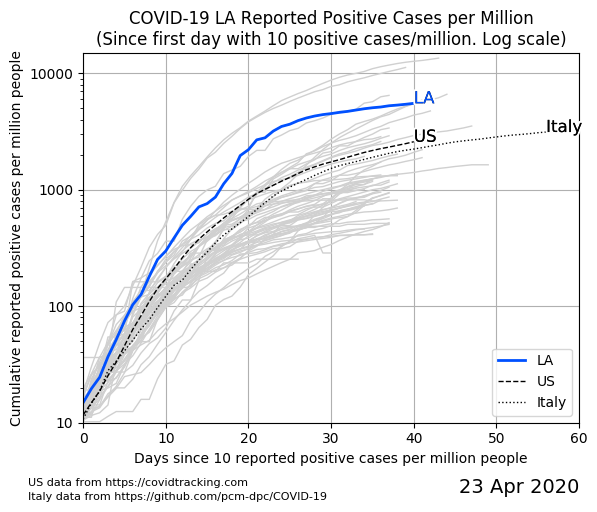 COVID-19 LA Reported Positive Cases per Million
(Since first day with 10 positive cases/million. Log scale)
Cumulative reported positive cases per million people
10000
1000
100
10
LA
US
Italy
LA
US
Italy
0 10 20 30 40 50 60
Days since 10 reported positive cases per million people
US data from https://covidtracking.com
Italy data from https://github.com/pcm-dpc/COVID-19
23 Apr 2020